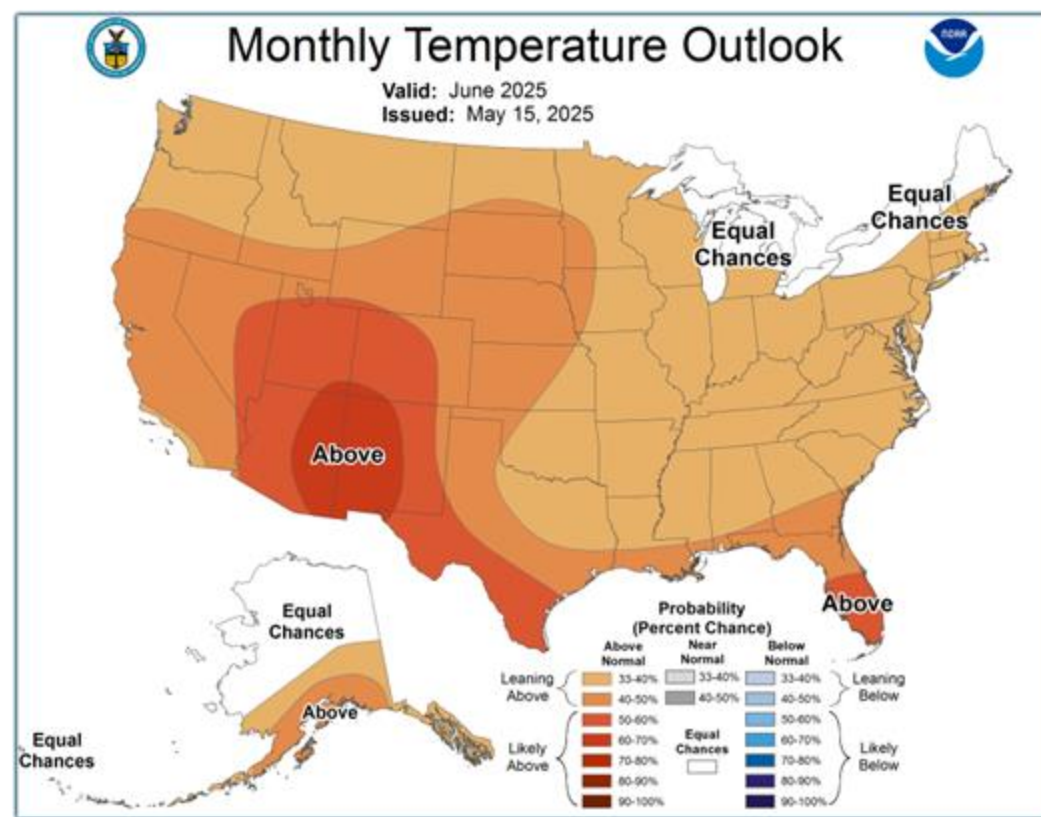 Monthly Temperature Outlook
NOAA
Valid: June 2025
Issued: May 15, 2025
Equal
Chances
Equal
Chances
Above
Above
Equal
Chances
Above
Equal
Chances
Probability
(Percent Chance)
Above
Normal
Near
Normal
Below
Normal
Leaning
Above
33-40%
33-40%
33-40%
Leaning
Below
40-50%
40-50%
40-50%
Likely
Above
50-60%
50-60%
Likely
Below
60-70%
Equal
Chances
60-70%
70-80%
70-80%
80-90%
80-90%
90-100%
90-100%